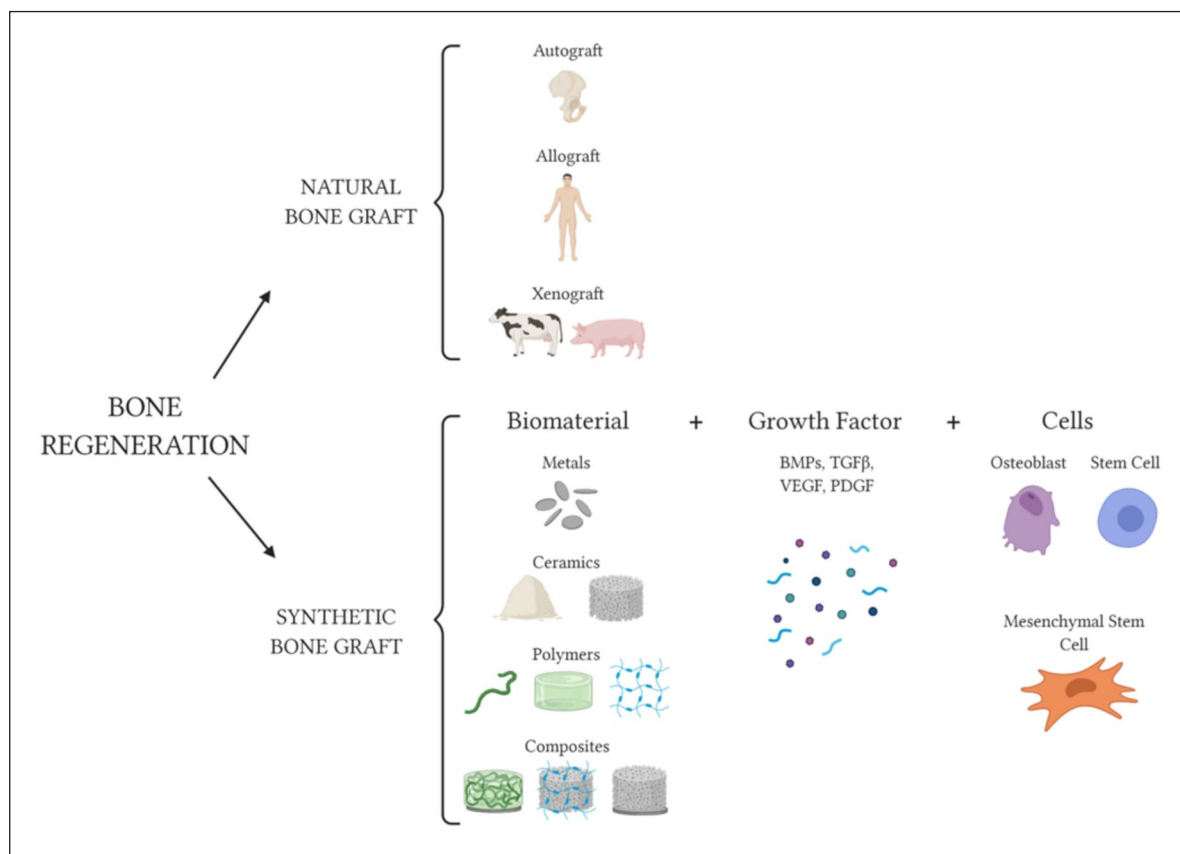 BONE
REGENERATION
NATURAL
BONE GRAFT
Autograft
Allograft
Xenograft
SYNTHETIC
BONE GRAFT
Biomaterial + Growth Factor + Cells
Metals
Ceramics
Polymers
Composites
BMPs, TGFβ,
VEGF, PDGF
Osteoblast Stem Cell
Mesenchymal Stem
Cell